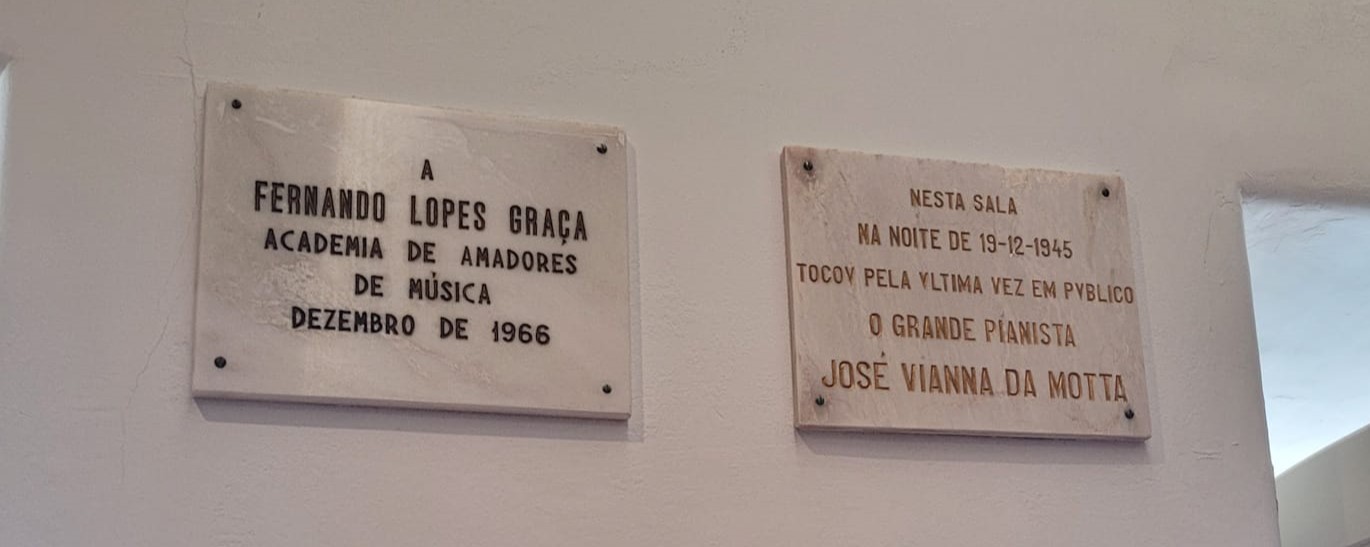 A
FERNANDO LOPES GRAÇA
ACADEMIA DE AMADORES
DE MÚSICA
DEZEMBRO DE 1966
NESTA SALA
NA NOITE DE 19-12-1945
TOCOV PELA VLTIMA VEZ EM PVBLICO
O GRANDE PIANISTA
JOSÉ VIANNA DA MOTTA